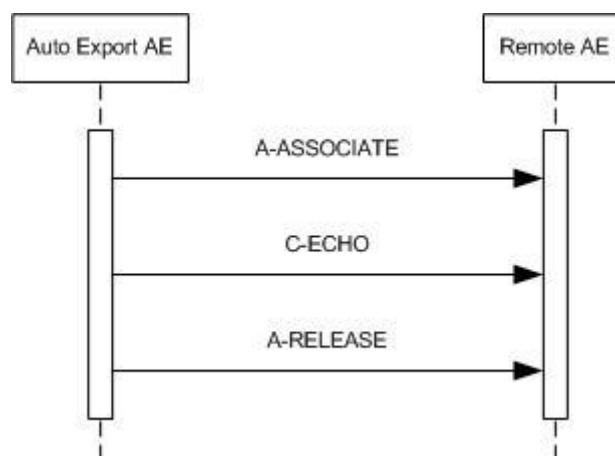 Auto Export AE
Remote AE
A-ASSOCIATE
C-ECHO
A-RELEASE